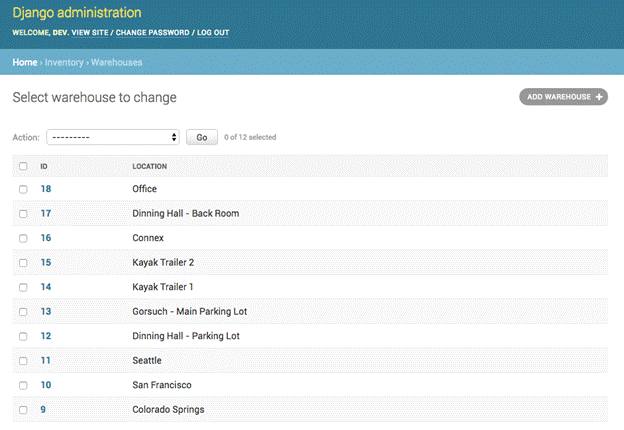 Django administration
WELCOME, DEV. VIEW SITE / CHANGE PASSWORD / LOG OUT
Home › Inventory › Warehouses
Select warehouse to change
ADD WAREHOUSE +
Action: --------- Go 0 of 12 selected
ID LOCATION
18 Office
17 Dinning Hall - Back Room
16 Connex
15 Kayak Trailer 2
14 Kayak Trailer 1
13 Gorsuch - Main Parking Lot
12 Dinning Hall - Parking Lot
11 Seattle
10 San Francisco
9 Colorado Springs